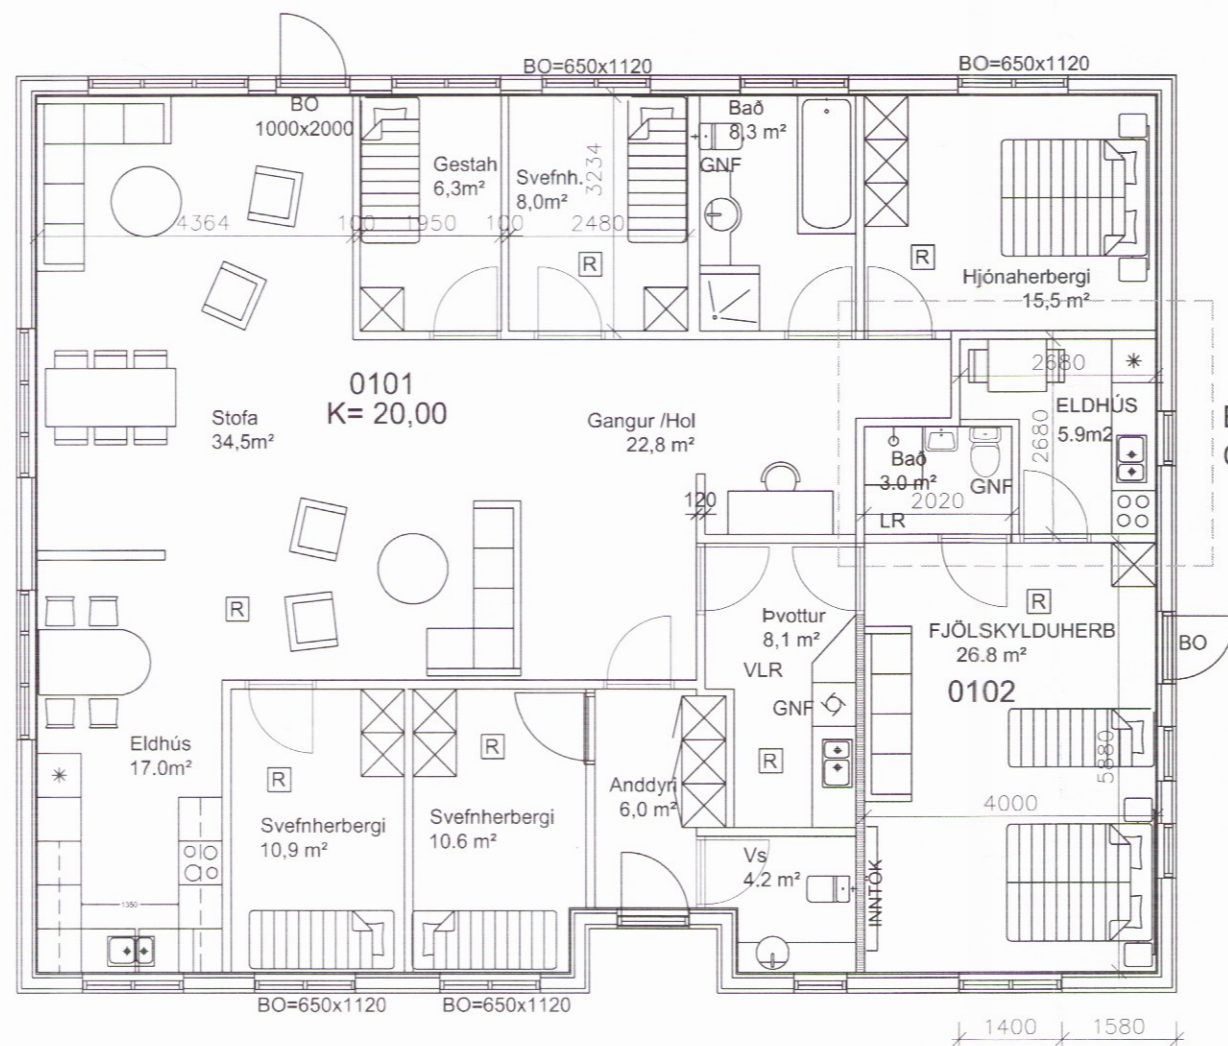 BO=650x1120
BO=650x1120
BO
1000x2000
Bað
8,3 m²
GNF
Gestah
6,3m²
Svefnh.
8,0m²
3234
4364
100
1950
100
2480
R
R
Hjónaherbergi
15,5 m²
0101
K= 20,00
2680
Stofa
34,5m²
Gangur /Hol
22,8 m²
ELDHÚS
5.9m2
2680
Bað
3.0 m²
GNF
2020
LR
120
R
R
Þvottur
8,1 m²
VLR
GNF
FJÖLSKYLDUHERB
26.8 m²
0102
BO
Eldhús
17.0m²
R
R
R
5880
4000
Anddyri
6,0 m²
Svefnherbergi
10,9 m²
Svefnherbergi
10.6 m²
Vs
4.2 m²
INNTÖK
1350
BO=650x1120
BO=650x1120
1400
1580